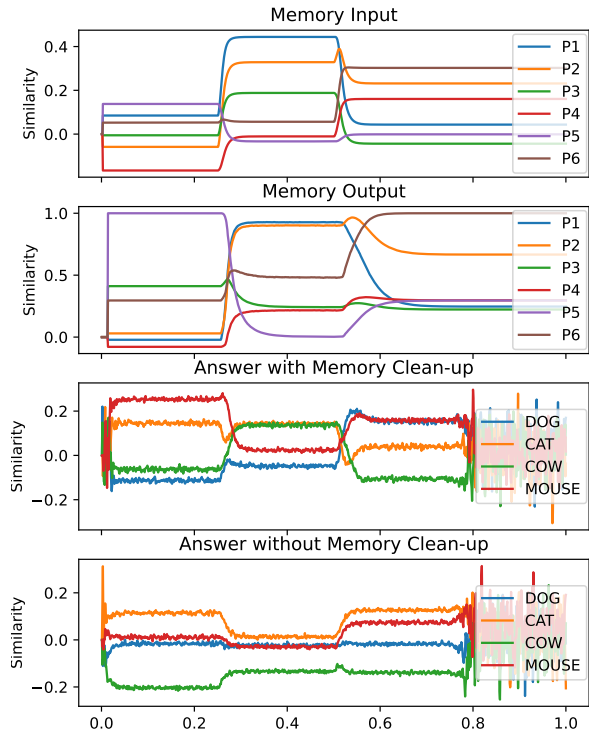 Memory Input
Similarity
0.4
0.2
0.0
P1
P2
P3
P4
P5
P6
Memory Output
Similarity
1.0
0.5
0.0
P1
P2
P3
P4
P5
P6
Answer with Memory Clean-up
Similarity
0.2
0.0
−0.2
DOG
CAT
COW
MOUSE
Answer without Memory Clean-up
Similarity
0.2
0.0
−0.2
DOG
CAT
COW
MOUSE
0.0 0.2 0.4 0.6 0.8 1.0